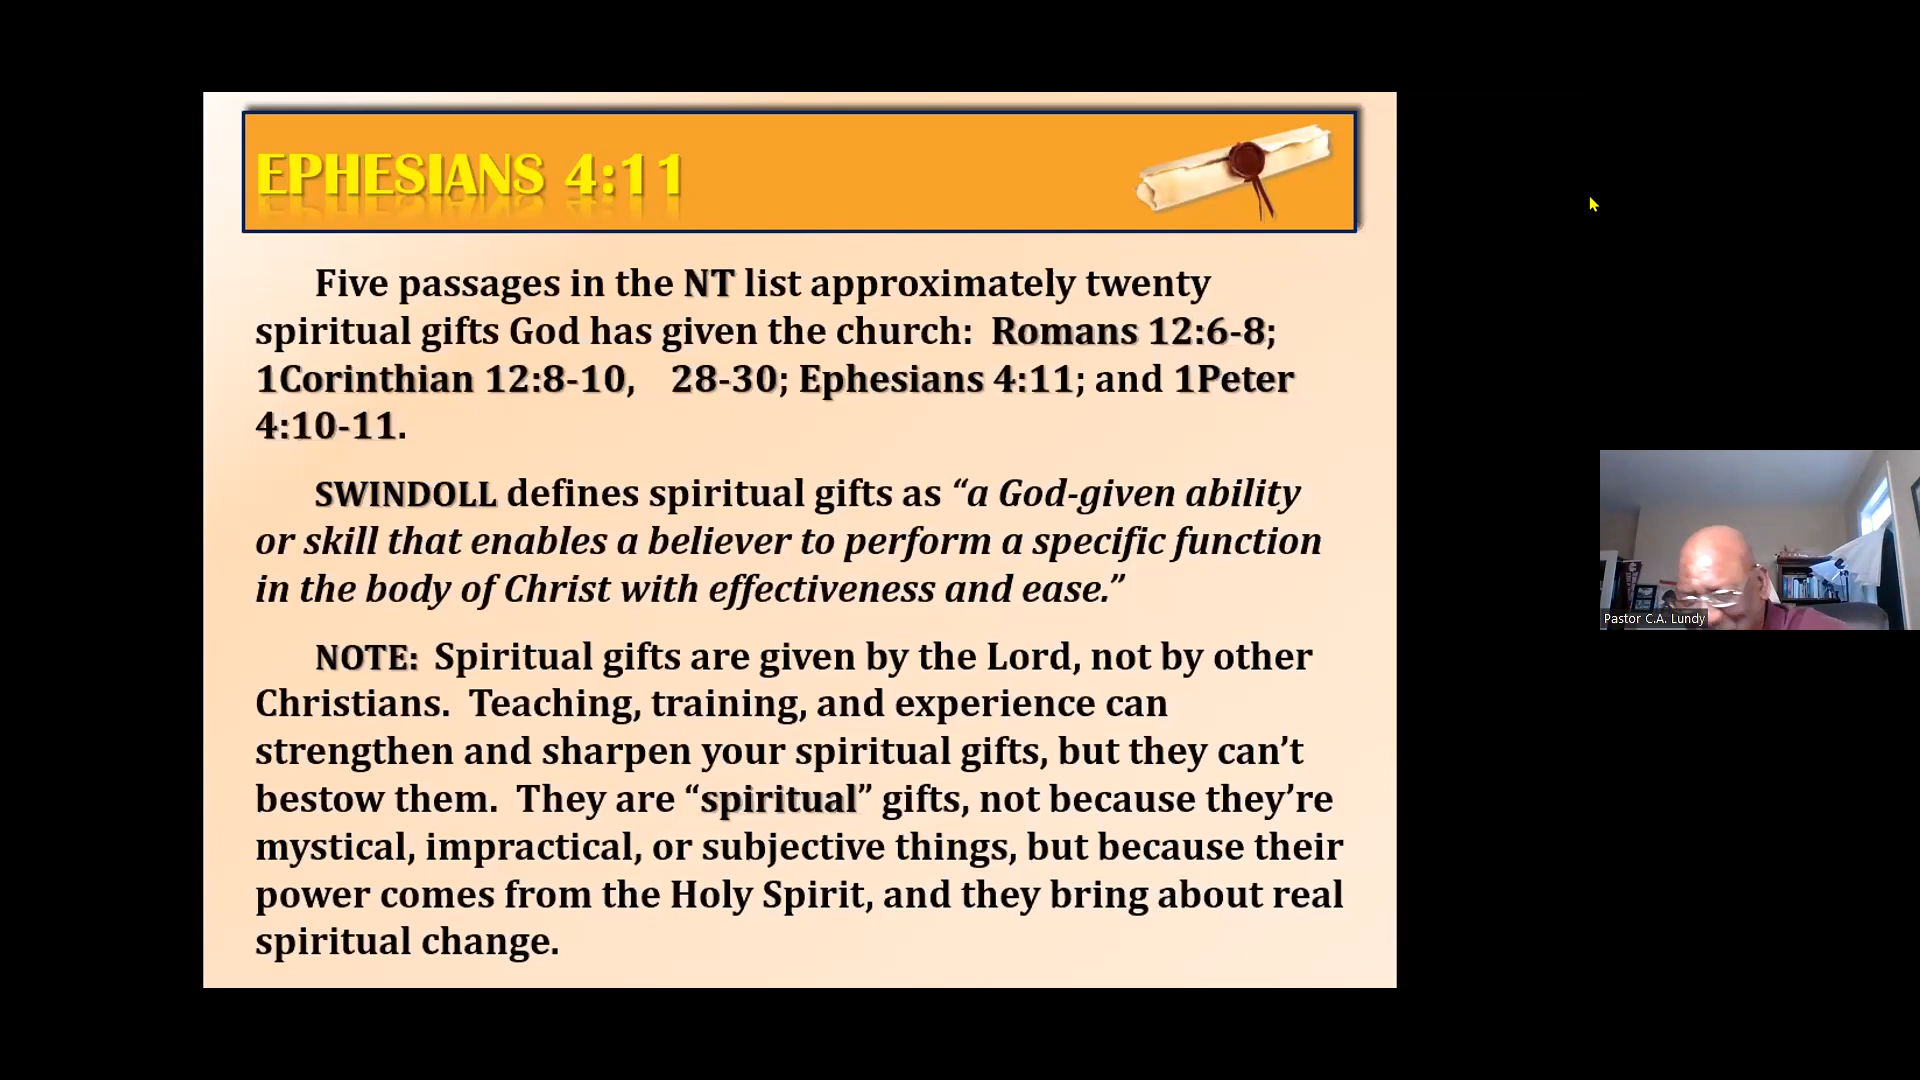 EPHESIANS 4:11
Five passages in the NT list approximately twenty
spiritual gifts God has given the church:  Romans 12:6-8;
1Corinthian 12:8-10,    28-30; Ephesians 4:11; and 1Peter
4:10-11.
SWINDOLL defines spiritual gifts as “a God-given ability
or skill that enables a believer to perform a specific function
in the body of Christ with effectiveness and ease.”
NOTE:  Spiritual gifts are given by the Lord, not by other
Christians.  Teaching, training, and experience can
strengthen and sharpen your spiritual gifts, but they can’t
bestow them.  They are “spiritual” gifts, not because they’re
mystical, impractical, or subjective things, but because their
power comes from the Holy Spirit, and they bring about real
spiritual change.
Pastor C.A. Lundy